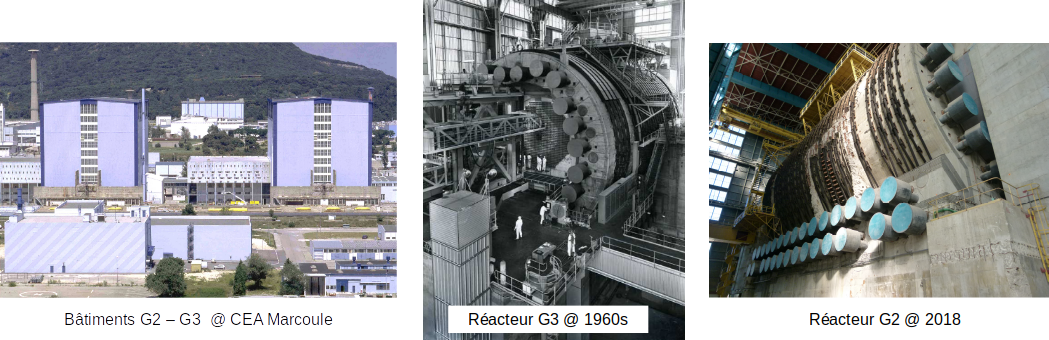 Bâtiments G2 – G3  @ CEA Marcoule
Réacteur G3 @ 1960s
Réacteur G2 @ 2018